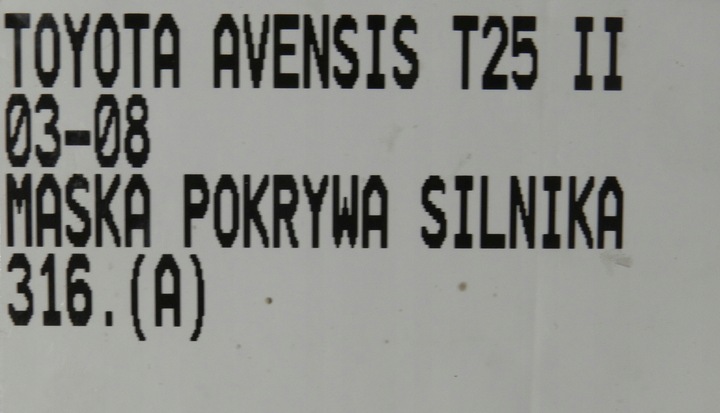 TOYOTA AVENSIS T25 II
03-08
MASKA POKRYWA SILNIKA
316.(A)